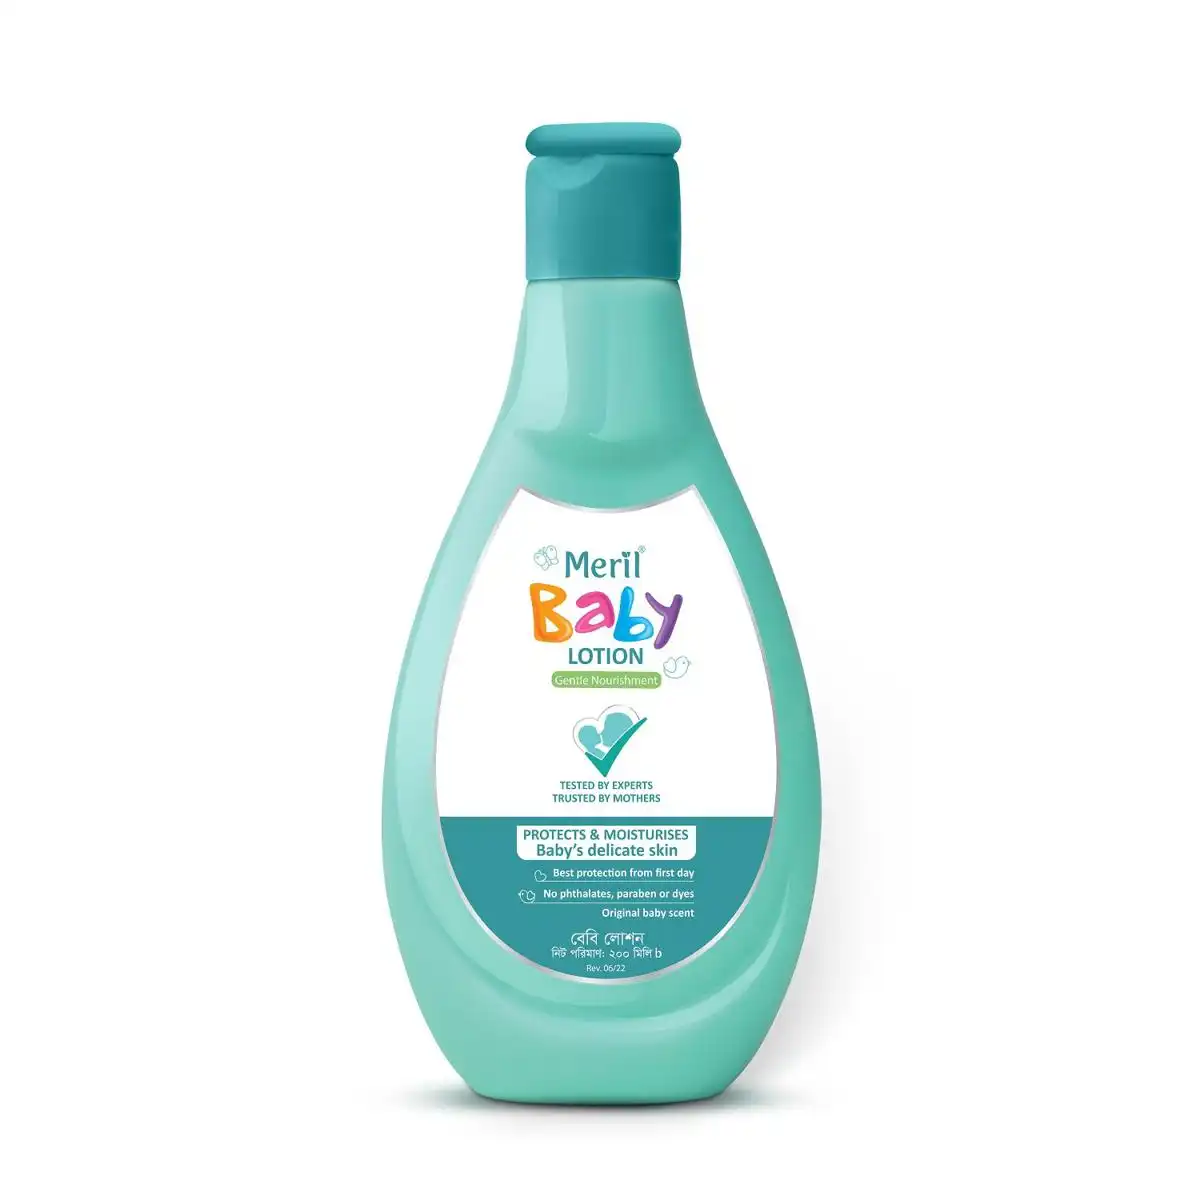 Meril®
Baby
LOTION
Gentle Nourishment
TESTED BY EXPERTS
TRUSTED BY MOTHERS
PROTECTS & MOISTURISES
Baby's delicate skin
Best protection from first day
No phthalates, paraben or dyes
Original baby scent
বেবি লোশন
নিট পরিমাণ: ২০০ মিলি b
Rev. 06/22